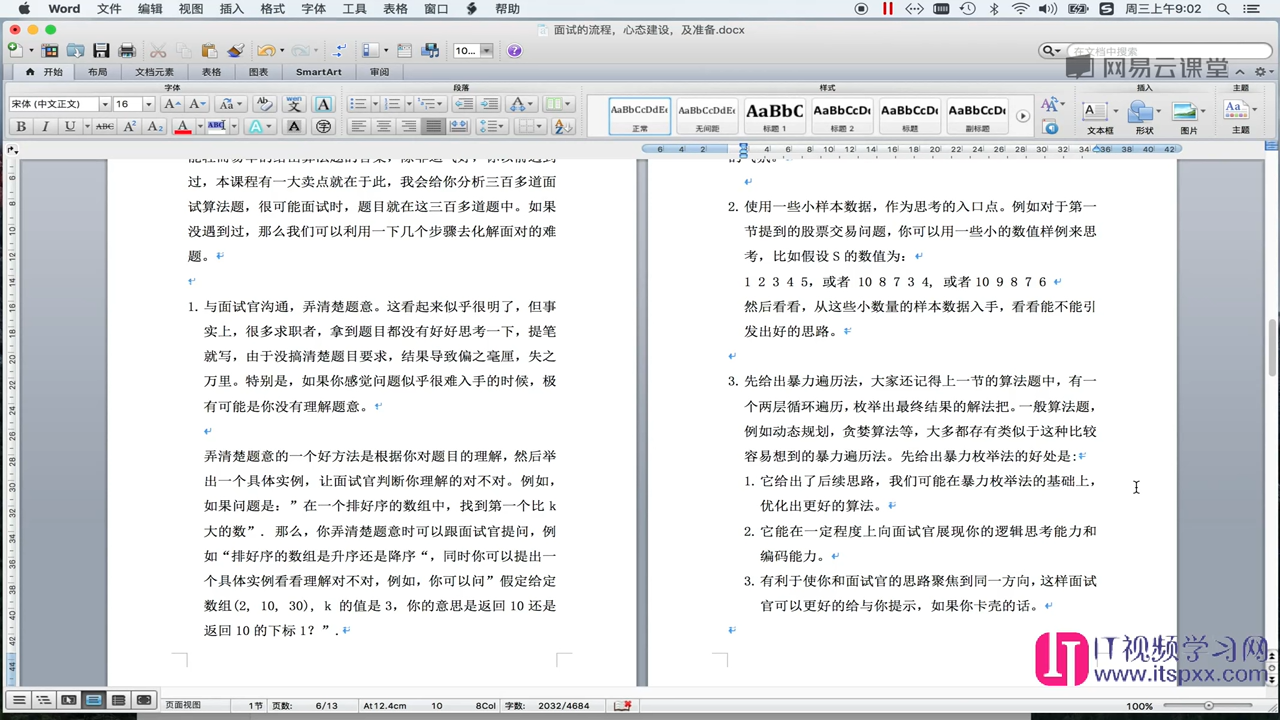 Word 文件 编辑 视图 插入 格式 字体 工具 表格 窗口 帮助
周三上午9:02
面试的流程，心态建设，及准备.docx
10...
在文档中搜索
网易云课堂
开始 布局 文档元素 表格 图表 SmartArt 审阅
字体 段落 样式 插入 主题
宋体 (中文正文) 16
AaBbCcDdEe AaBbCcDdEe AaBbC AaBbCcDc AaBbCcDc AaBbCcDc
正常 无间距 标题 1 标题 2 标题 副标题
文本框 形状 图片 主题
过，本课程有一大卖点就在于此，我会给你分析三百多道面
试算法题，很可能面试时，题目就在这三百多道题中。如果
没遇到过，那么我们可以利用一下几个步骤去化解面对的难
题。
1. 与面试官沟通，弄清楚题意。这看起来似乎很明了，但事
实上，很多求职者，拿到题目都没有好好思考一下，提笔
就写，由于没搞清楚题目要求，结果导致偏之毫厘，失之
万里。特别是，如果你感觉问题似乎很难入手的时候，极
有可能是你没有理解题意。
弄清楚题意的一个好方法是根据你对题目的理解，然后举
出一个具体实例，让面试官判断你理解的对不对。例如，
如果问题是：”在一个排好序的数组中，找到第一个比 k
大的数”. 那么，你弄清楚题意时可以跟面试官提问，例
如“排好序的数组是升序还是降序“，同时你可以提出一
个具体实例看看理解对不对，例如，你可以问”假定给定
数组(2, 10, 30), k 的值是 3，你的意思是返回 10 还是
返回 10 的下标 1？”.
2. 使用一些小样本数据，作为思考的入口点。例如对于第一
节提到的股票交易问题，你可以用一些小的数值样例来思
考，比如假设 S 的数值为：
1 2 3 4 5，或者 10 8 7 3 4, 或者 10 9 8 7 6
然后看看，从这些小数量的样本数据入手，看看能不能引
发出好的思路。
3. 先给出暴力遍历法，大家还记得上一节的算法题中，有一
个两层循环遍历，枚举出最终结果的解法把。一般算法题，
例如动态规划，贪婪算法等，大多都存有类似于这种比较
容易想到的暴力遍历法。先给出暴力枚举法的好处是：
1. 它给出了后续思路，我们可能在暴力枚举法的基础上，
优化出更好的算法。
2. 它能在一定程度上向面试官展现你的逻辑思考能力和
编码能力。
3. 有利于使你和面试官的思路聚焦到同一方向，这样面试
官可以更好的给与你提示，如果你卡壳的话。
IT视频学习网
www.itspxx.com
页面视图 1节 页数: 6/13 At12.4cm 10 8Col 字数: 2032/4684 100%